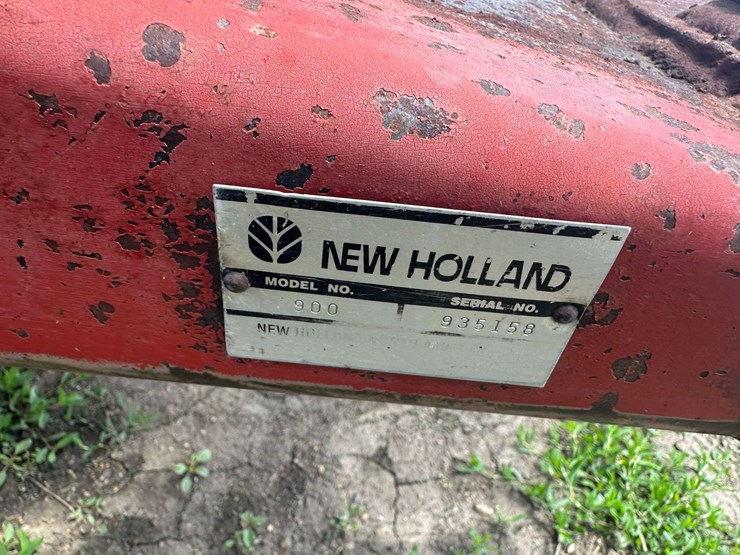 NEW HOLLAND
MODEL NO. SERIAL NO.
900 935158
NEW